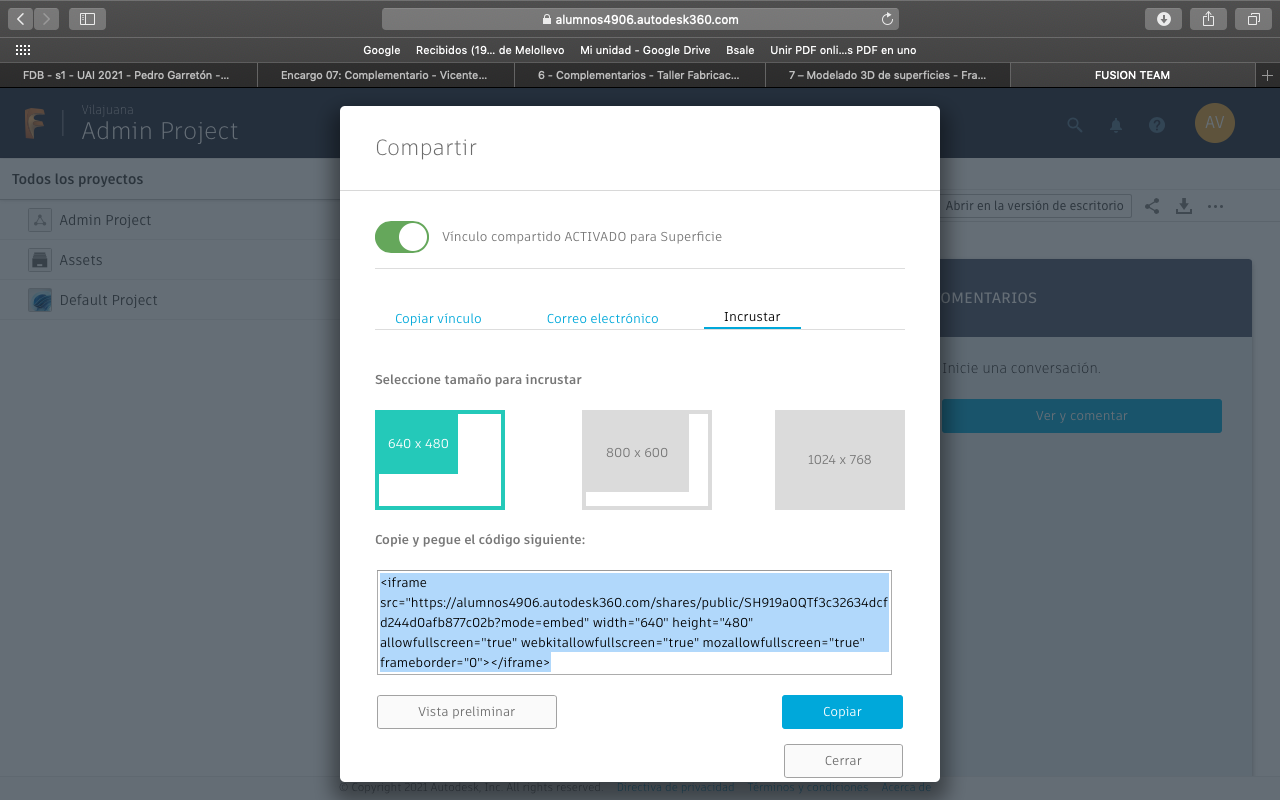 alumnos4906.autodesk360.com
Google Recibidos (19... de Melollevo Mi unidad - Google Drive Bsale Unir PDF onli...s PDF en uno
FDB - s1 - UAI 2021 - Pedro Garretón -... Encargo 07: Complementario - Vicente... 6 - Complementarios - Taller Fabricac... 7 – Modelado 3D de superficies - Fra... FUSION TEAM
Vilajuana
Admin Project
AV
Todos los proyectos
Admin Project
Assets
Default Project
Abrir en la versión de escritorio
OMENTARIOS
Inicie una conversación.
Ver y comentar
Compartir
Vínculo compartido ACTIVADO para Superficie
Copiar vínculo Correo electrónico Incrustar
Seleccione tamaño para incrustar
640 x 480 800 x 600 1024 x 768
Copie y pegue el código siguiente:
<iframe
src="https://alumnos4906.autodesk360.com/shares/public/SH919a0QTf3c32634dcf
d244d0afb877c02b?mode=embed" width="640" height="480"
allowfullscreen="true" webkitallowfullscreen="true" mozallowfullscreen="true"
frameborder="0"></iframe>
Vista preliminar Copiar
Cerrar
© Copyright 2021 Autodesk, Inc. All rights reserved. Directiva de privacidad Términos y condiciones Acerca de